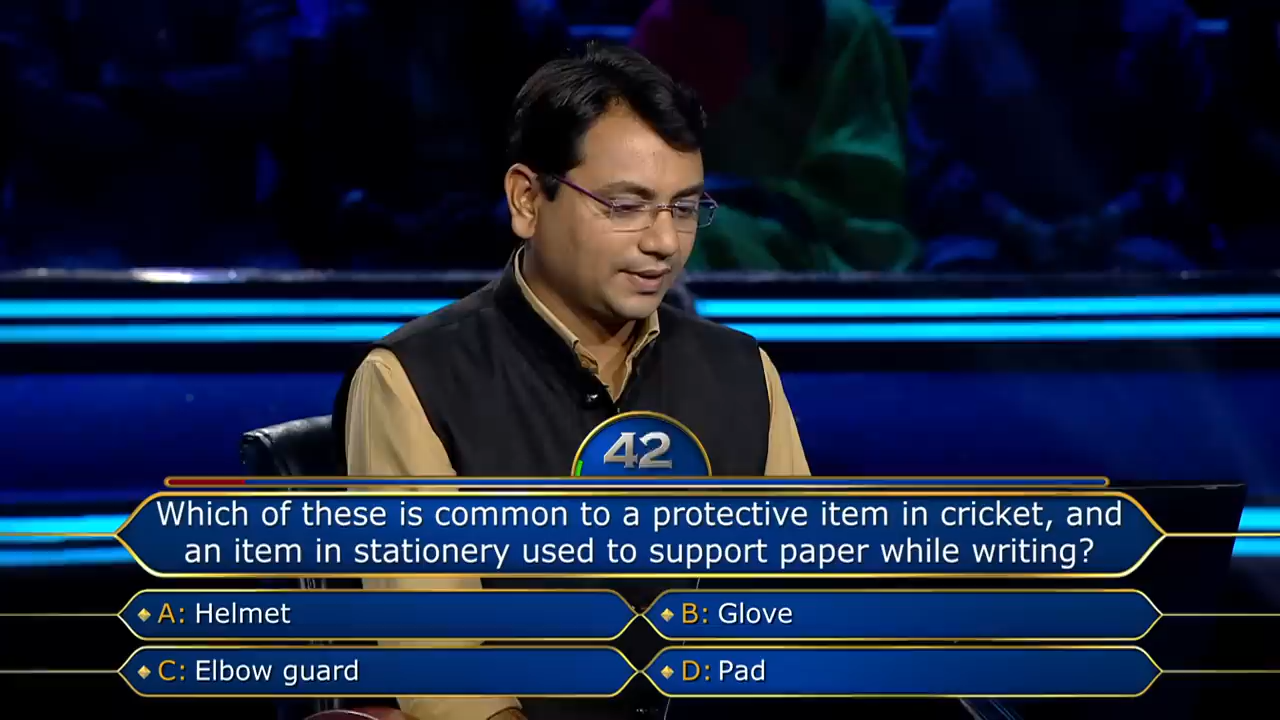 42
Which of these is common to a protective item in cricket, and
an item in stationery used to support paper while writing?
A: Helmet
B: Glove
C: Elbow guard
D: Pad